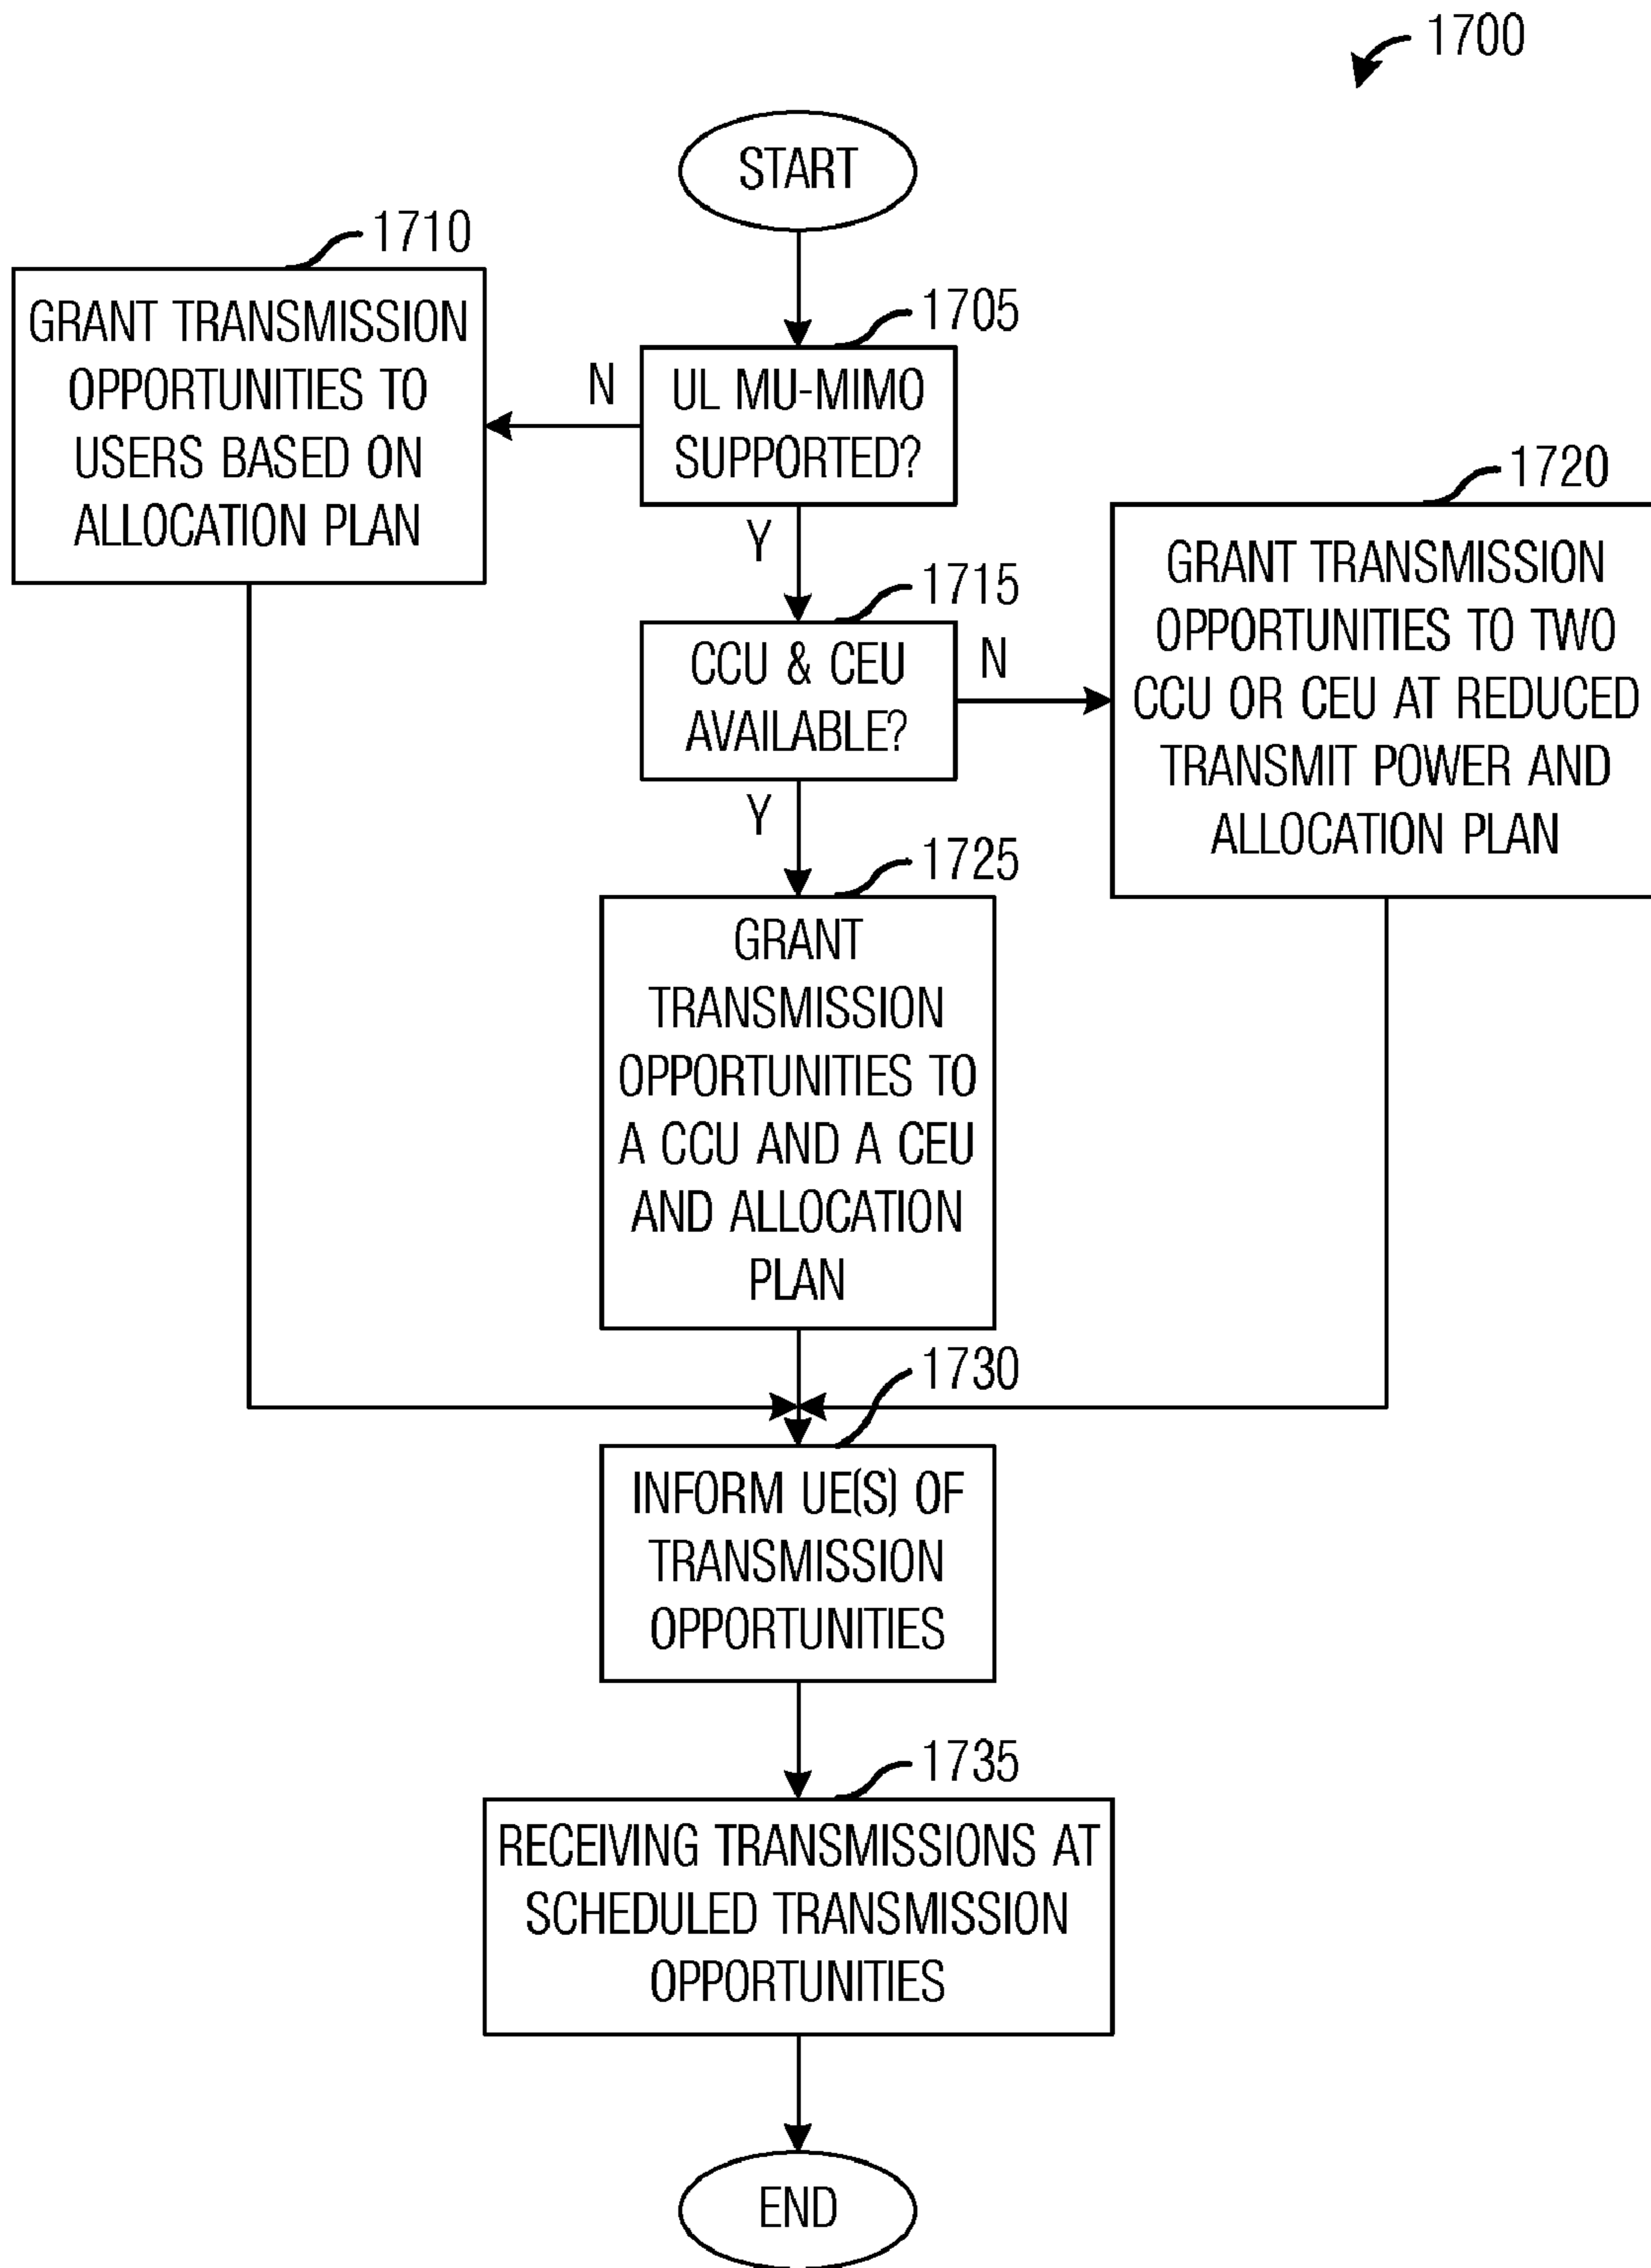 1700
START
1710
GRANT TRANSMISSION
OPPORTUNITIES TO
USERS BASED ON
ALLOCATION PLAN
1705
UL MU-MIMO
SUPPORTED?
N
Y
1715
CCU & CEU
AVAILABLE?
N
Y
1720
GRANT TRANSMISSION
OPPORTUNITIES TO TWO
CCU OR CEU AT REDUCED
TRANSMIT POWER AND
ALLOCATION PLAN
1725
GRANT
TRANSMISSION
OPPORTUNITIES TO
A CCU AND A CEU
AND ALLOCATION
PLAN
1730
INFORM UE(S) OF
TRANSMISSION
OPPORTUNITIES
1735
RECEIVING TRANSMISSIONS AT
SCHEDULED TRANSMISSION
OPPORTUNITIES
END